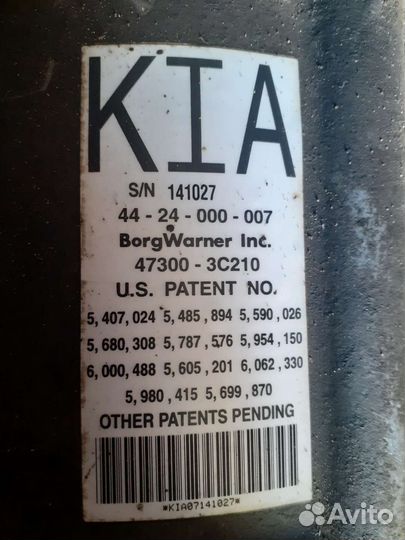 KIA
S/N 141027
44 - 24 - 000 - 007
BorgWarner Inc.
47300 - 3C210
U.S. PATENT NO.
5,407,024 5,485,894 5,590,026
5,680,308 5,787,576 5,954,150
6,000,488 5,605,201 6,062,330
5,980,415 5,699,870
OTHER PATENTS PENDING
*KIA07141027*
Avito